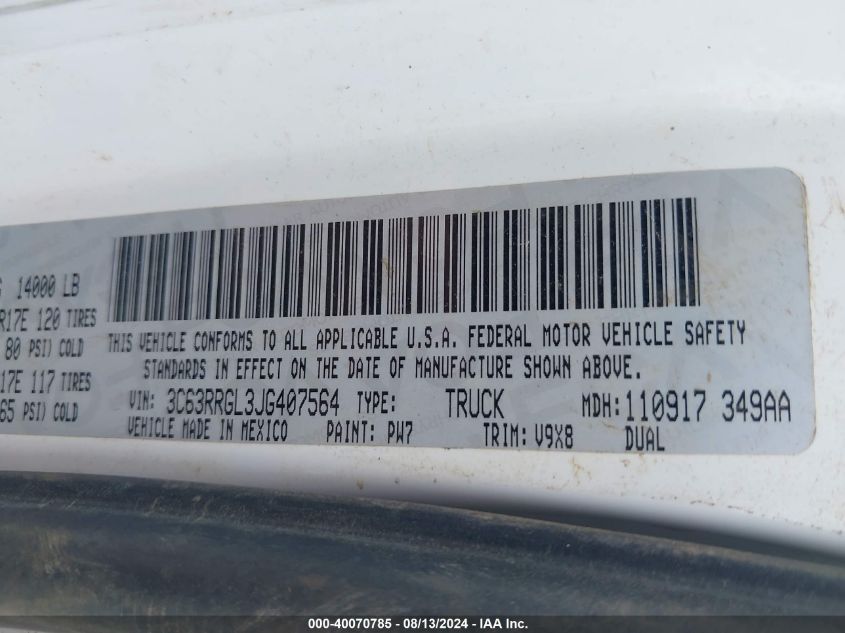 G 14000 LB
R17E 120 TIRES
80 PSI) COLD
17E 117 TIRES
65 PSI) COLD
THIS VEHICLE CONFORMS TO ALL APPLICABLE U.S.A. FEDERAL MOTOR VEHICLE SAFETY
STANDARDS IN EFFECT ON THE DATE OF MANUFACTURE SHOWN ABOVE.
VIN: 3C63RRGL3JG407564 TYPE: TRUCK MDH: 110917 349AA
VEHICLE MADE IN MEXICO PAINT: PW7 TRIM: V9X8 DUAL
000-40070785 - 08/13/2024 - IAA Inc.